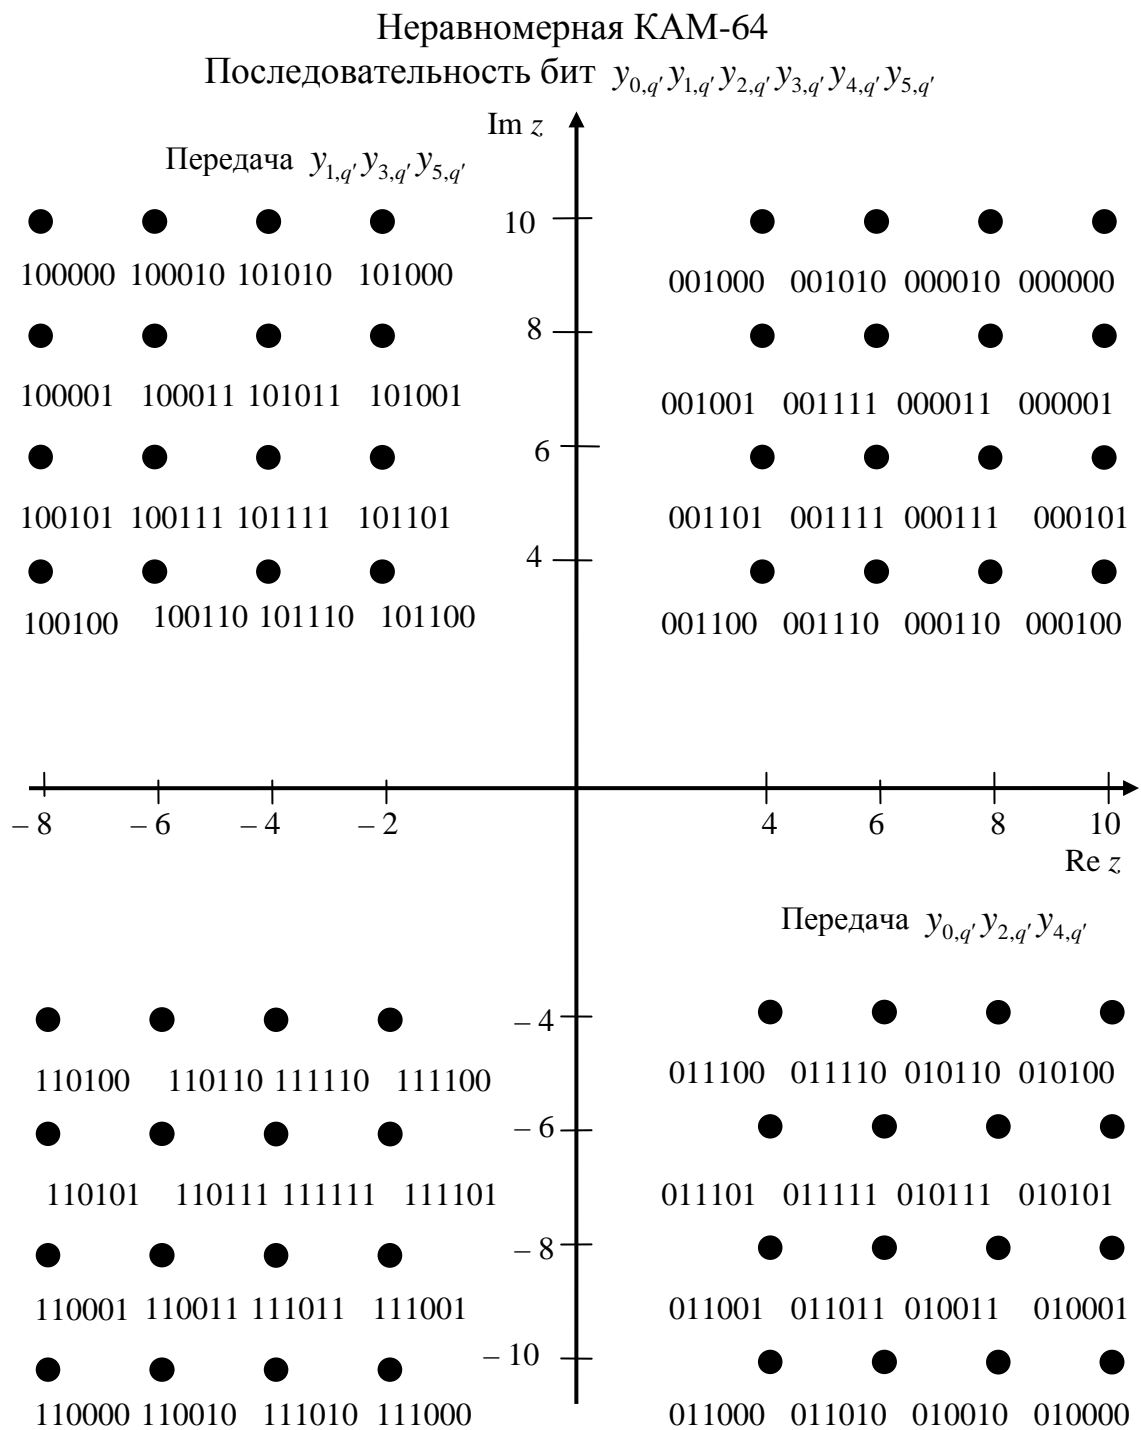 Неравномерная КАМ-64
Последовательность бит y0,q′ y1,q′ y2,q′ y3,q′ y4,q′ y5,q′
Im z
Передача y1,q′ y3,q′ y5,q′
10
100000 100010 101010 101000
001000 001010 000010 000000
8
100001 100011 101011 101001
001001 001111 000011 000001
6
100101 100111 101111 101101
001101 001111 000111 000101
4
100100 100110 101110 101100
001100 001110 000110 000100
– 8 – 6 – 4 – 2 4 6 8 10
Re z
Передача y0,q′ y2,q′ y4,q′
– 4
110100 110110 111110 111100
011100 011110 010110 010100
– 6
110101 110111 111111 111101
011101 011111 010111 010101
– 8
110001 110011 111011 111001
011001 011011 010011 010001
– 10
110000 110010 111010 111000
011000 011010 010010 010000